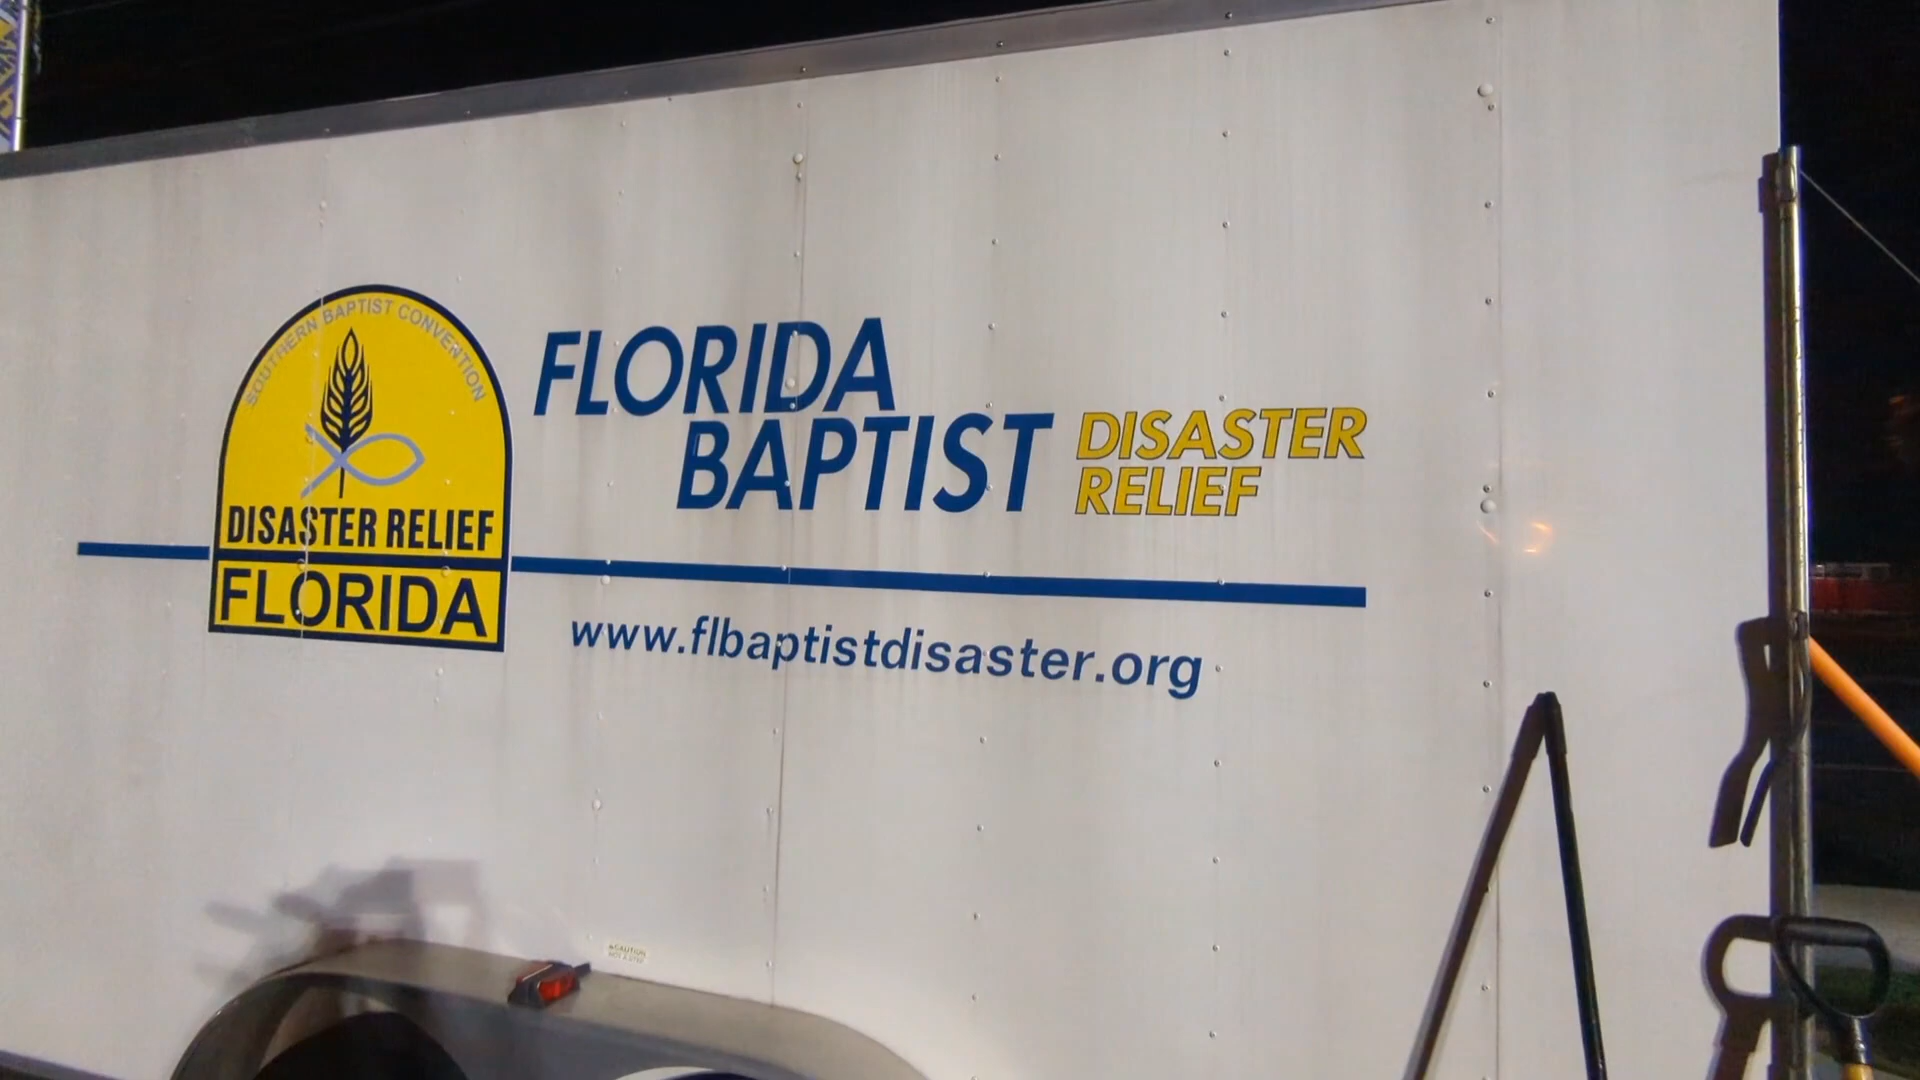 SOUTHERN BAPTIST CONVENTION
DISASTER RELIEF
FLORIDA
FLORIDA
BAPTIST
DISASTER
RELIEF
www.flbaptistdisaster.org
CAUTION